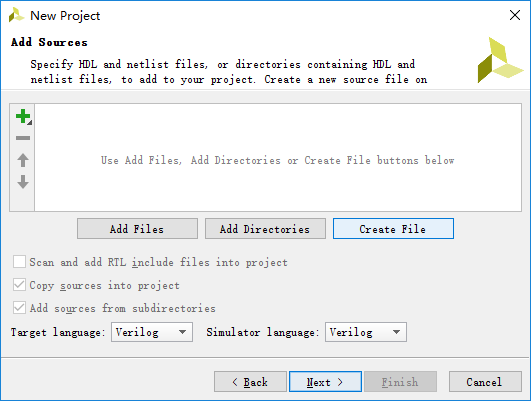 New Project
Add Sources
Specify HDL and netlist files, or directories containing HDL and
netlist files, to add to your project. Create a new source file on
Use Add Files, Add Directories or Create File buttons below
Add Files Add Directories Create File
Scan and add RTL include files into project
Copy sources into project
Add sources from subdirectories
Target language: Verilog Simulator language: Verilog
< Back Next > Finish Cancel